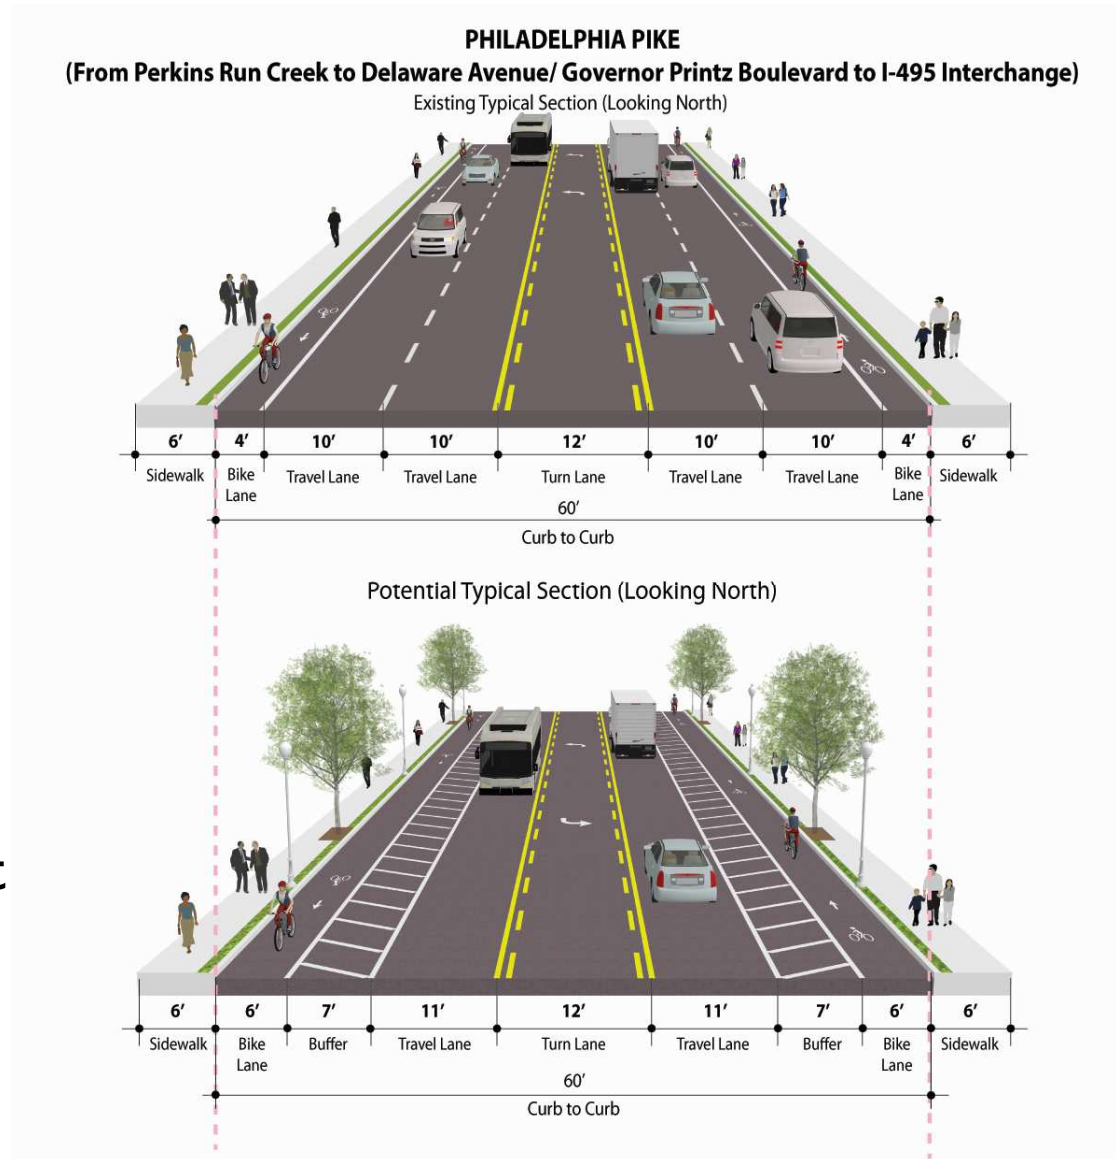 PHILADELPHIA PIKE
(From Perkins Run Creek to Delaware Avenue/ Governor Printz Boulevard to I-495 Interchange)
Existing Typical Section (Looking North)
6' 4' 10' 10' 12' 10' 10' 4' 6'
Sidewalk Bike Lane Travel Lane Travel Lane Turn Lane Travel Lane Travel Lane Bike Lane Sidewalk
60'
Curb to Curb
Potential Typical Section (Looking North)
t
6' 6' 7' 11' 12' 11' 7' 6' 6'
Sidewalk Bike Lane Buffer Travel Lane Turn Lane Travel Lane Buffer Bike Lane Sidewalk
60'
Curb to Curb